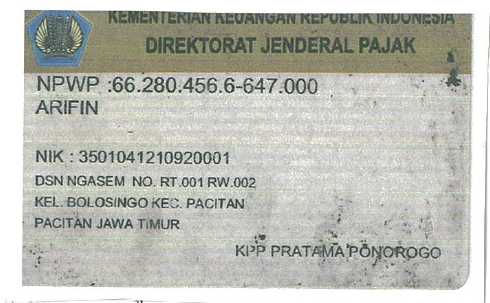 KEMENTERIAN KEUANGAN REPUBLIK INDONESIA
DIREKTORAT JENDERAL PAJAK
NPWP :66.280.456.6-647.000
ARIFIN
NIK : 3501041210920001
DSN NGASEM NO. RT.001 RW.002
KEL. BOLOSINGO KEC. PACITAN
PACITAN JAWA TIMUR
KPP PRATAMA PONOROGO